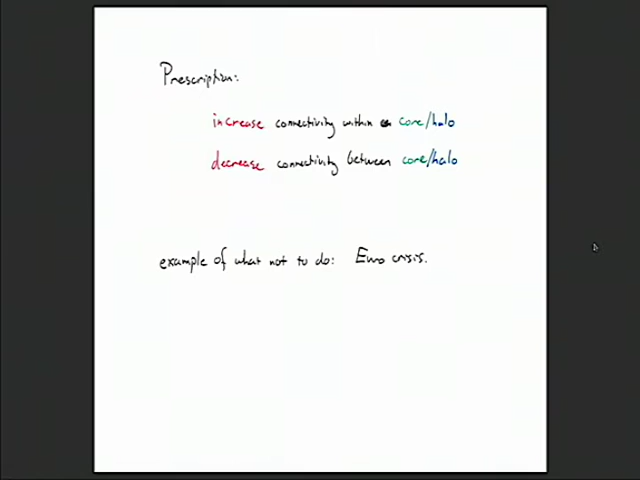 Prescription:
increase connectivity within core/halo
decrease connectivity between core/halo
example of what not to do: Euro crisis.